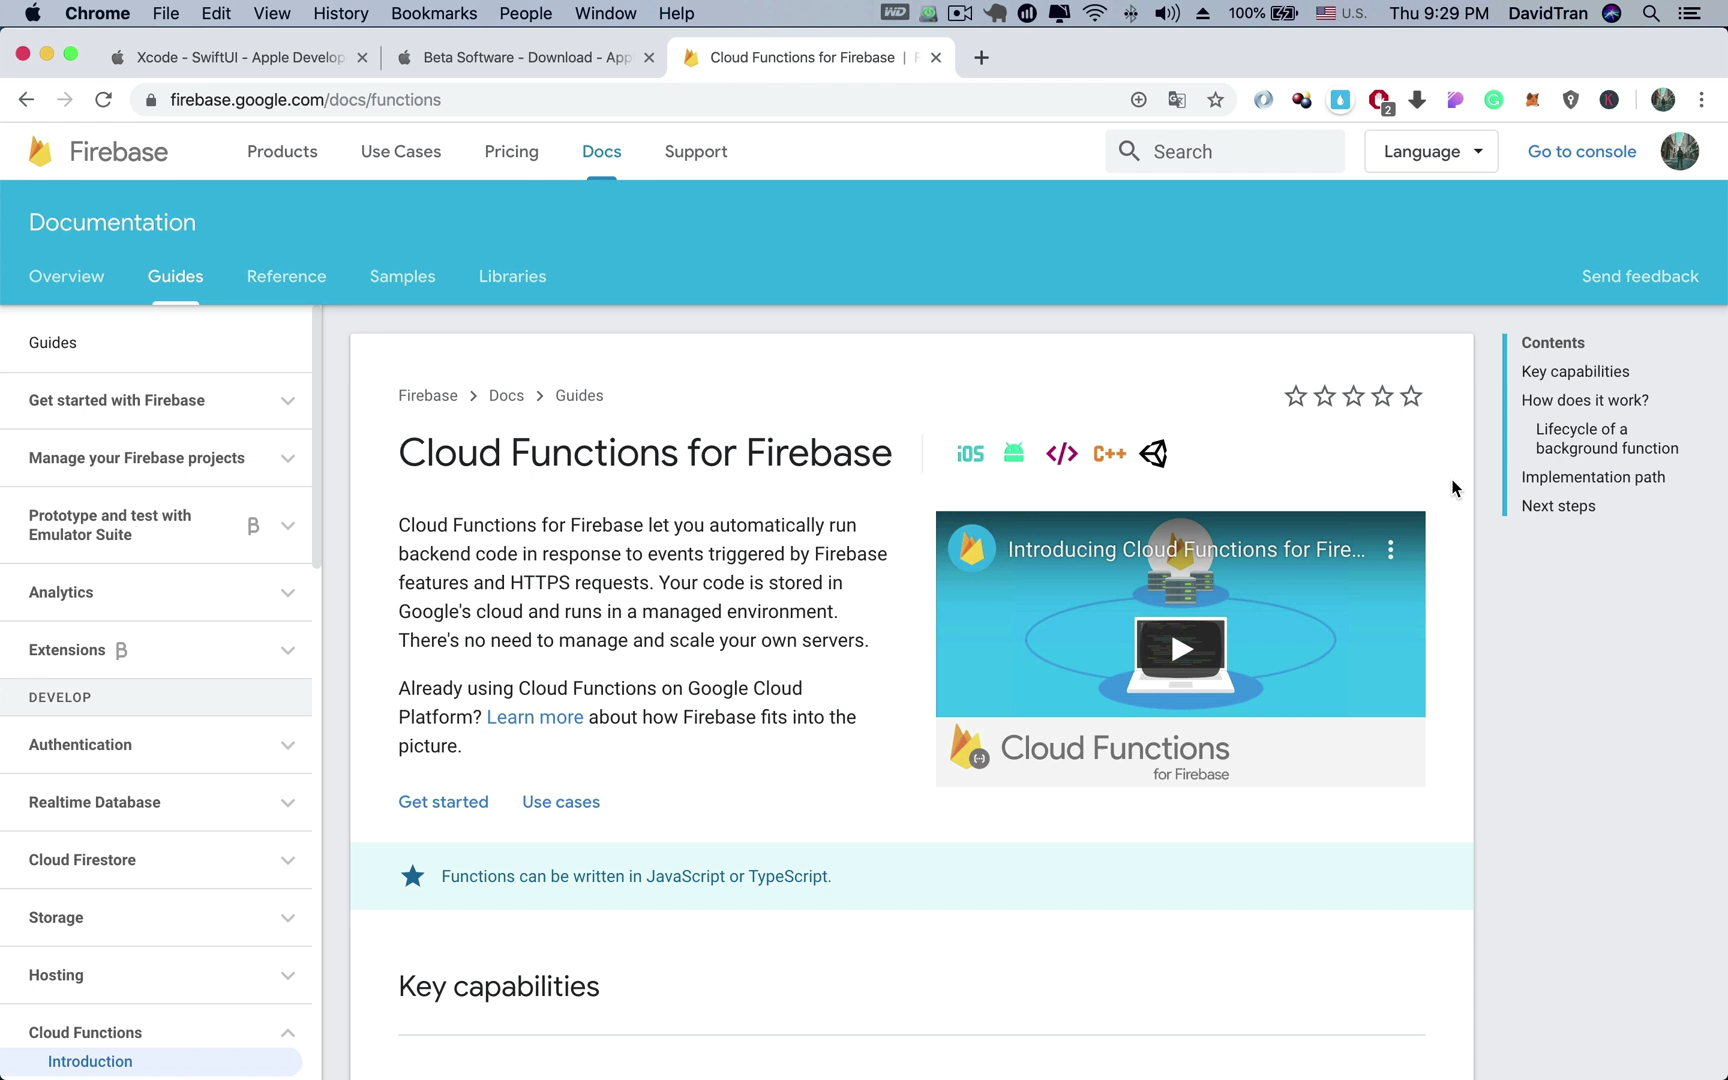 Chrome File Edit View History Bookmarks People Window Help
WD 100% U.S. Thu 9:29 PM DavidTran
Xcode - SwiftUI - Apple Develop
Beta Software - Download - App
Cloud Functions for Firebase |
firebase.google.com/docs/functions
2
K
Firebase
Products Use Cases Pricing Docs Support
Search
Language
Go to console
Documentation
Overview Guides Reference Samples Libraries
Send feedback
Guides
Get started with Firebase
Manage your Firebase projects
Prototype and test with
Emulator Suite β
Analytics
Extensions β
DEVELOP
Authentication
Realtime Database
Cloud Firestore
Storage
Hosting
Cloud Functions
Introduction
Firebase > Docs > Guides
Cloud Functions for Firebase
iOS </> C++
Cloud Functions for Firebase let you automatically run
backend code in response to events triggered by Firebase
features and HTTPS requests. Your code is stored in
Google's cloud and runs in a managed environment.
There's no need to manage and scale your own servers.
Already using Cloud Functions on Google Cloud
Platform? Learn more about how Firebase fits into the
picture.
Get started Use cases
Introducing Cloud Functions for Fire...
Cloud Functions
for Firebase
Functions can be written in JavaScript or TypeScript.
Key capabilities
Contents
Key capabilities
How does it work?
Lifecycle of a
background function
Implementation path
Next steps